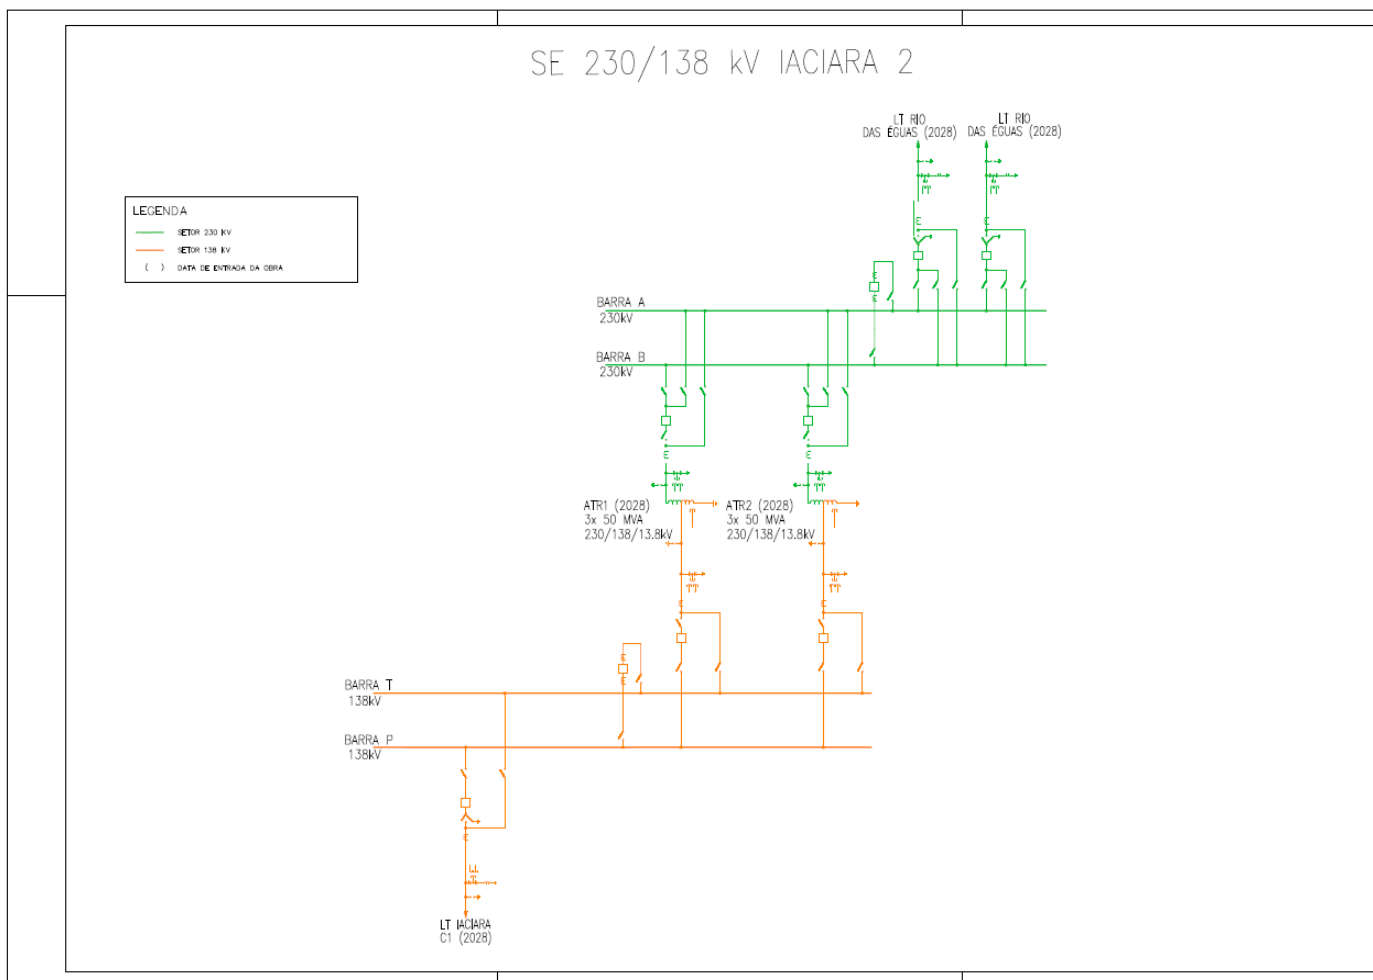 SE 230/138 kV IACIARA 2
LT RIO
DAS ÉGUAS (2028)
LT RIO
DAS ÉGUAS (2028)
LEGENDA
SETOR 230 KV
SETOR 138 KV
( ) DATA DE ENTRADA DA OBRA
BARRA A
230kV
BARRA B
230kV
ATR1 (2028)
3x 50 MVA
230/138/13.8kV
ATR2 (2028)
3x 50 MVA
230/138/13.8kV
BARRA T
138kV
BARRA P
138kV
LT IACIARA
C1 (2028)